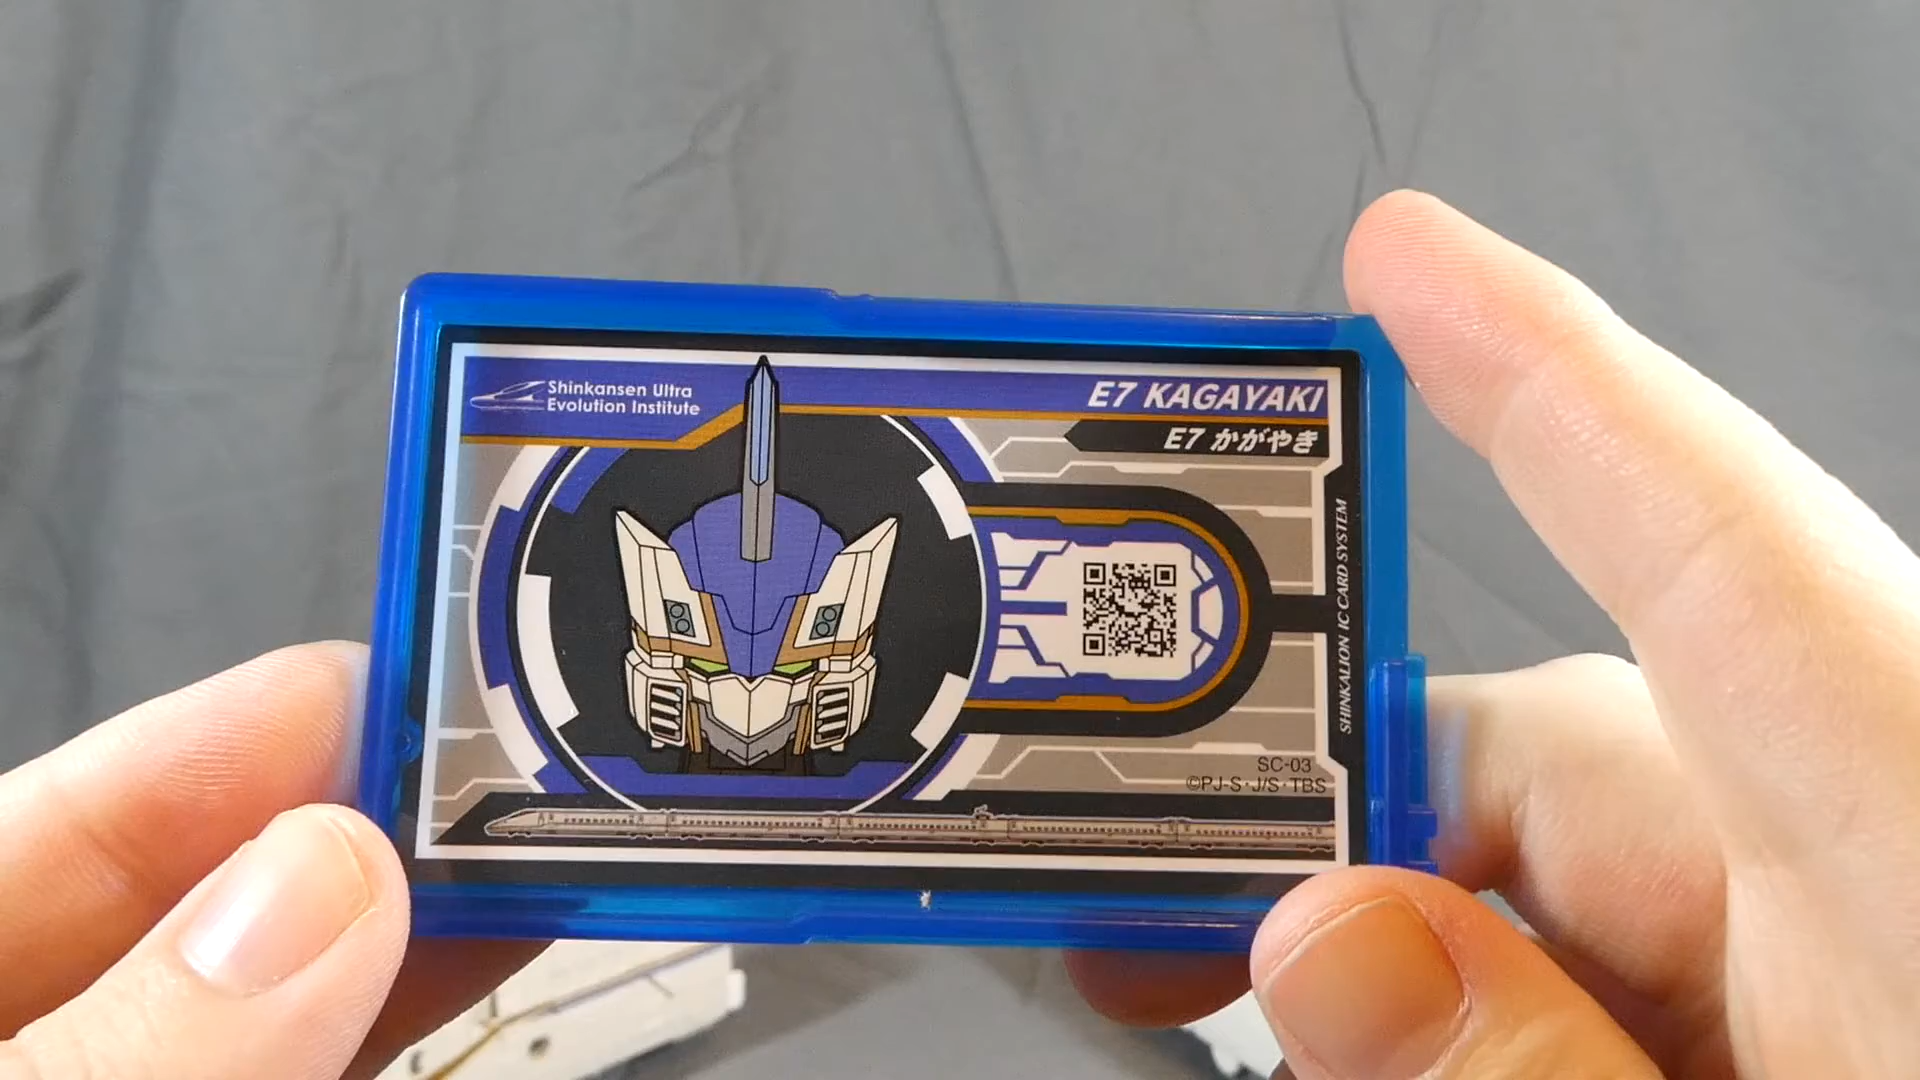 Shinkansen Ultra
Evolution Institute
E7 KAGAYAKI
E7 かがやき
SHINKALION IC CARD SYSTEM
SC-03
©PJ-S・J/S・TBS